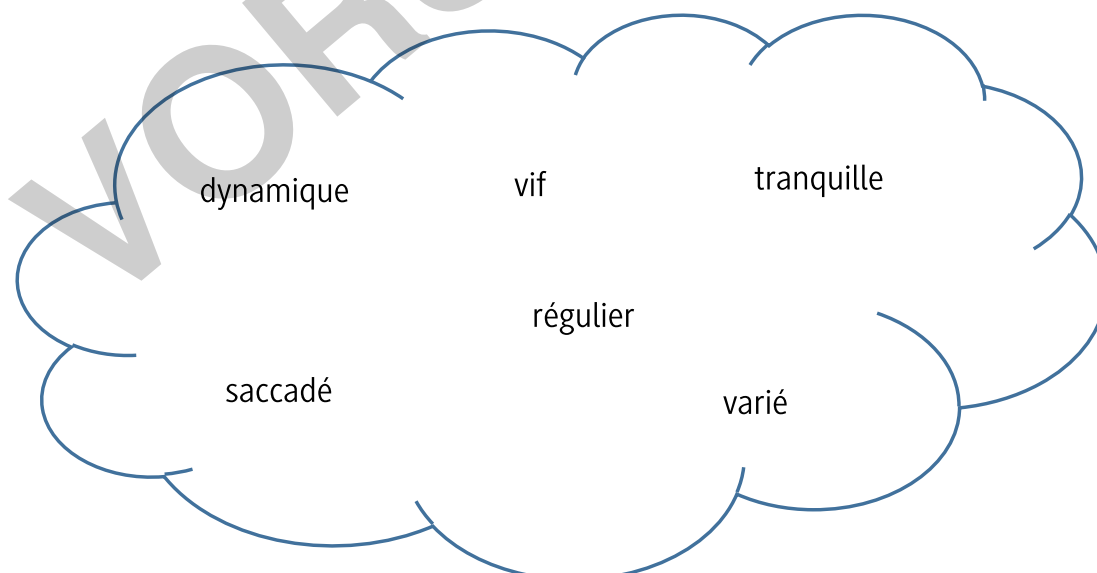 dynamique vif tranquille
régulier
saccadé varié